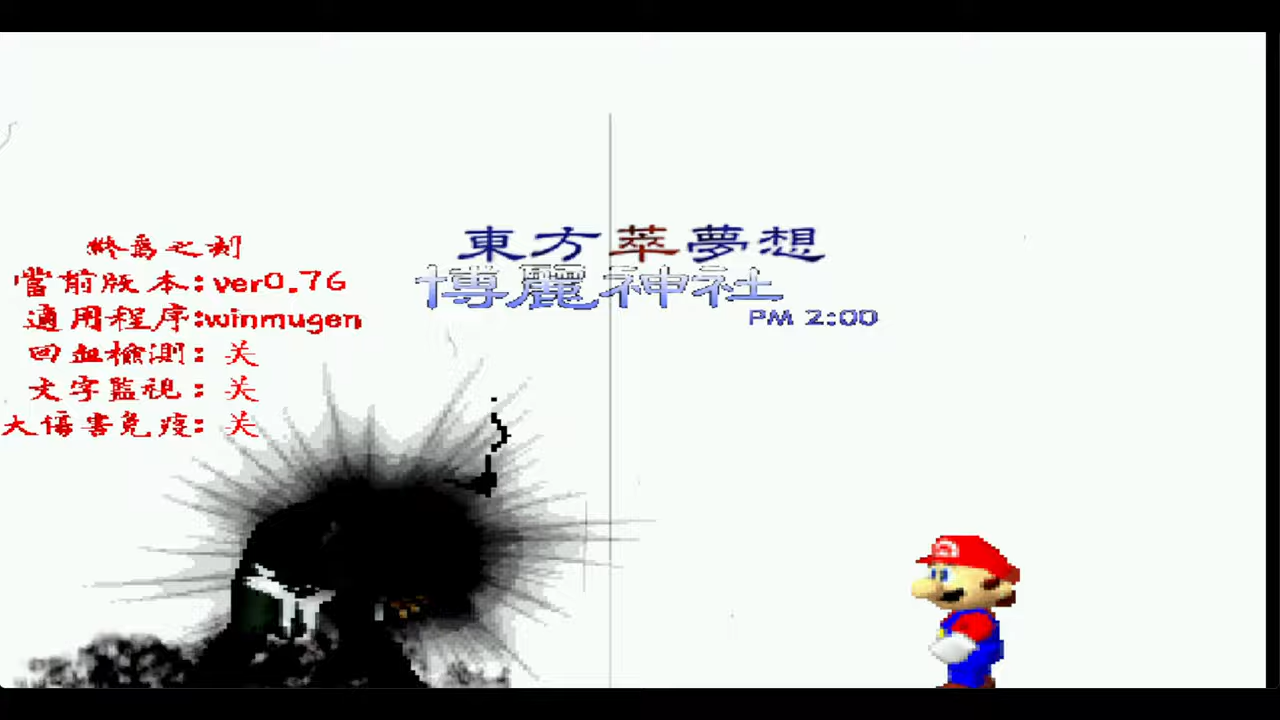 終焉之刻
當前版本:ver0.76
適用程序:winmugen
回血檢測:关
文字監視:关
大傷害免疫:关
東方萃夢想
博麗神社
PM 2:00